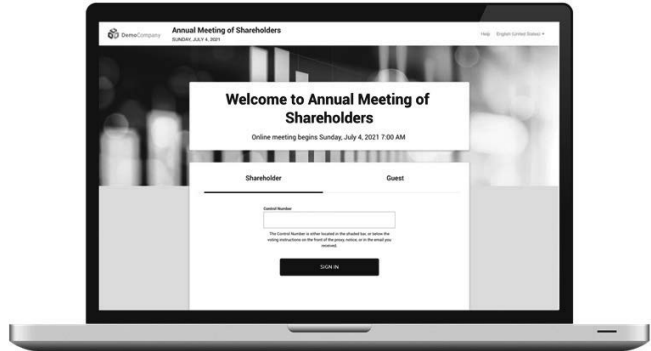 DemoCompany
Annual Meeting of Shareholders
SUNDAY, JULY 4, 2021
Help English (United States)
Welcome to Annual Meeting of
Shareholders
Online meeting begins Sunday, July 4, 2021 7:00 AM
Shareholder Guest
Control Number
The Control Number is either located in the shaded bar, or below the
voting instructions on the front of the proxy, notice, or in the email you
received.
SIGN IN